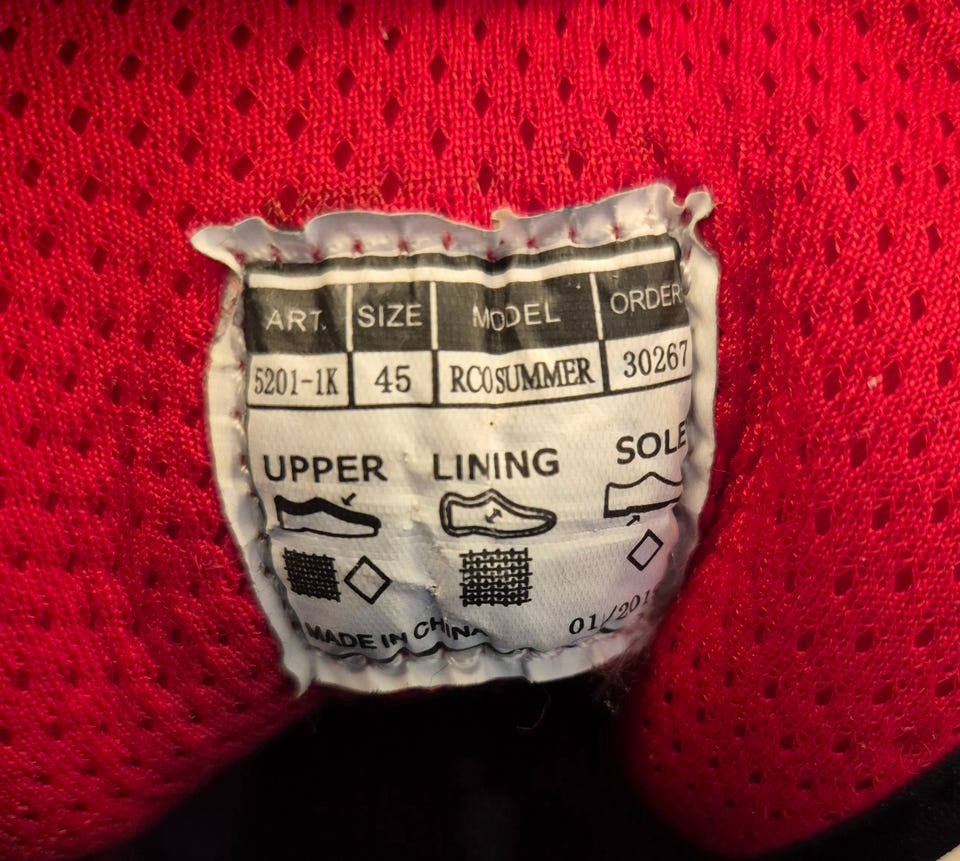 ART. SIZE MODEL ORDER
5201-1K 45 RC0SUMMER 30267
UPPER LINING SOLE
MADE IN CHINA